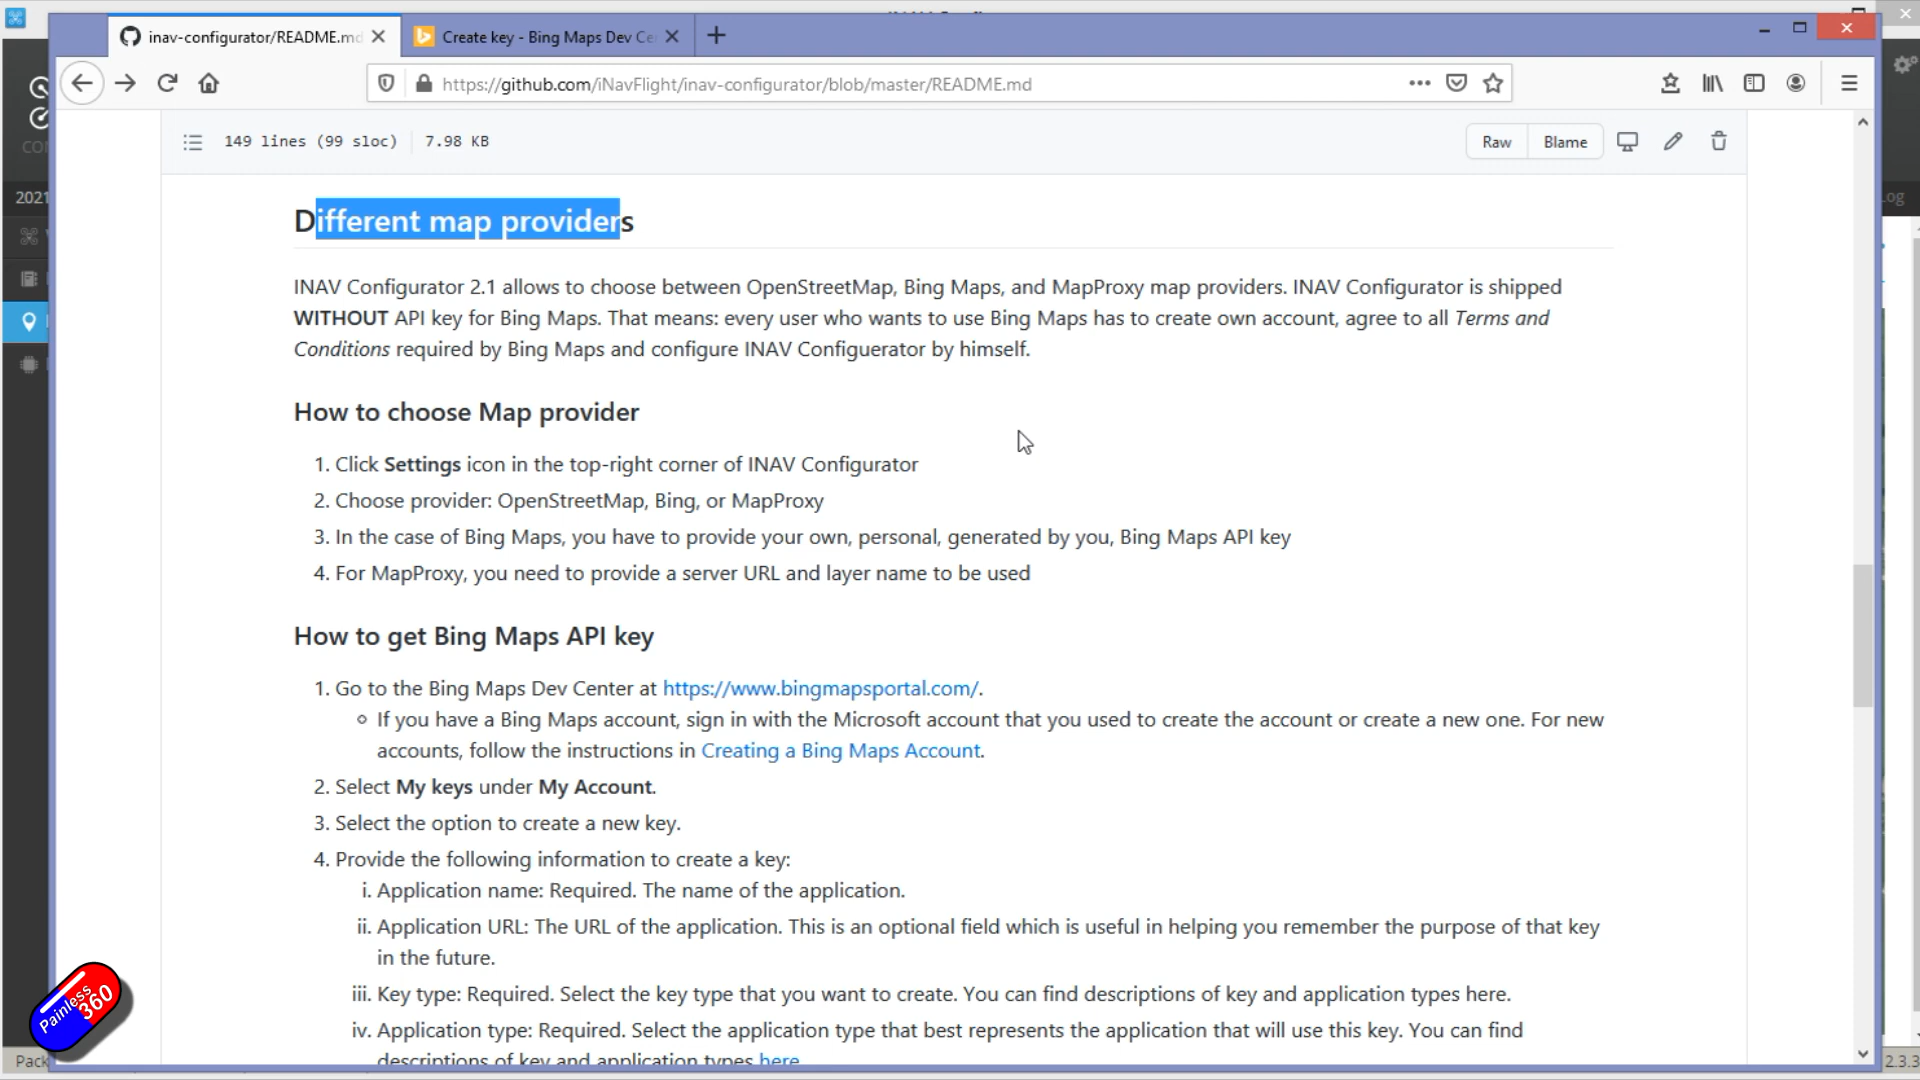 inav-configurator/README.md
Create key - Bing Maps Dev Ce
https://github.com/iNavFlight/inav-configurator/blob/master/README.md
149 lines (99 sloc) 7.98 KB
Raw Blame
2021
Different map providers
INAV Configurator 2.1 allows to choose between OpenStreetMap, Bing Maps, and MapProxy map providers. INAV Configurator is shipped
WITHOUT API key for Bing Maps. That means: every user who wants to use Bing Maps has to create own account, agree to all Terms and
Conditions required by Bing Maps and configure INAV Configuerator by himself.
How to choose Map provider
1. Click Settings icon in the top-right corner of INAV Configurator
2. Choose provider: OpenStreetMap, Bing, or MapProxy
3. In the case of Bing Maps, you have to provide your own, personal, generated by you, Bing Maps API key
4. For MapProxy, you need to provide a server URL and layer name to be used
How to get Bing Maps API key
1. Go to the Bing Maps Dev Center at https://www.bingmapsportal.com/.
If you have a Bing Maps account, sign in with the Microsoft account that you used to create the account or create a new one. For new
accounts, follow the instructions in Creating a Bing Maps Account.
2. Select My keys under My Account.
3. Select the option to create a new key.
4. Provide the following information to create a key:
i. Application name: Required. The name of the application.
ii. Application URL: The URL of the application. This is an optional field which is useful in helping you remember the purpose of that key
in the future.
iii. Key type: Required. Select the key type that you want to create. You can find descriptions of key and application types here.
iv. Application type: Required. Select the application type that best represents the application that will use this key. You can find
descriptions of key and application types here
Painless
360
Pack
2.3.3